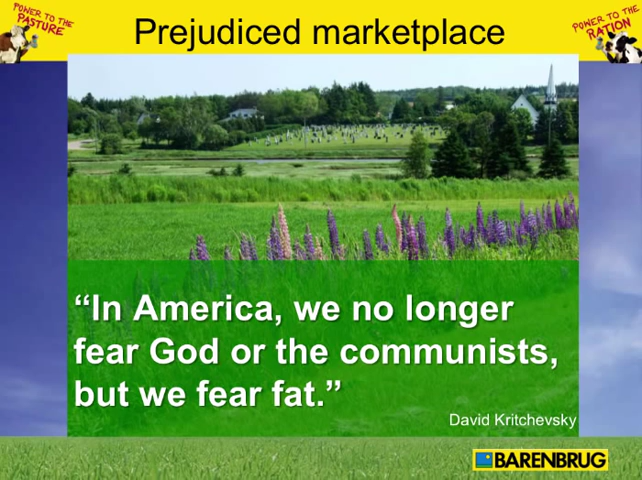 POWER TO THE
PASTURE
Prejudiced marketplace
POWER TO THE
RATION
“In America, we no longer
fear God or the communists,
but we fear fat.”
David Kritchevsky
BARENBRUG